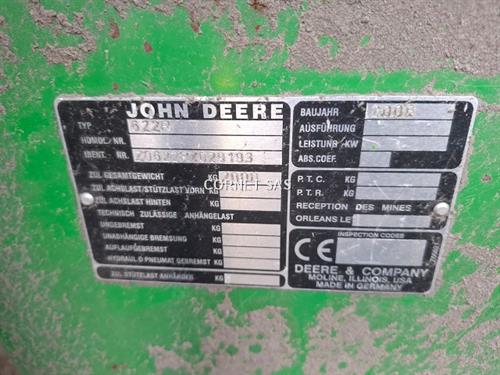 JOHN DEERE
TYP 622
HOMOL. NR.
IDENT. NR.
ZUL GESAMTGEWICHT KG
ZUL ACHSLAST/STÜTZLAST VORN KG
ZUL ACHSLAST HINTEN KG
TECHNISCH ZULÄSSIGE ANHÄNGELAST
UNGEBREMST KG
UNABHÄNGIGE BREMSUNG KG
AUFLAUFGEBREMST KG
HYDRAUL O PNEUMAT GEBREMST KG
ZUL STÜTZLAST ANHÄNGER KG
BAUJAHR
AUSFÜHRUNG
LEISTUNG KW
ABS.COEF.
P.T.C. KG
P.T.R. KG
RECEPTION DES MINES
ORLEANS LE
INSPECTION CODES
CE
DEERE & COMPANY
MOLINE, ILLINOIS, USA
MADE IN GERMANY
CORNET SAS